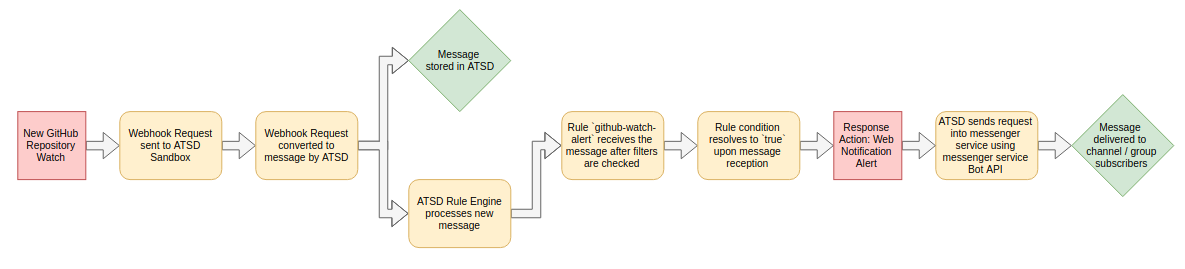 New GitHub
Repository
Watch
Webhook Request
sent to ATSD
Sandbox
Webhook Request
converted to
message by ATSD
Message
stored in ATSD
ATSD Rule Engine
processes new
message
Rule `github-watch-
alert` receives the
message after filters
are checked
Rule condition
resolves to `true`
upon message
reception
Response
Action: Web
Notification
Alert
ATSD sends request
into messenger
service using
messenger service
Bot API
Message
delivered to
channel / group
subscribers